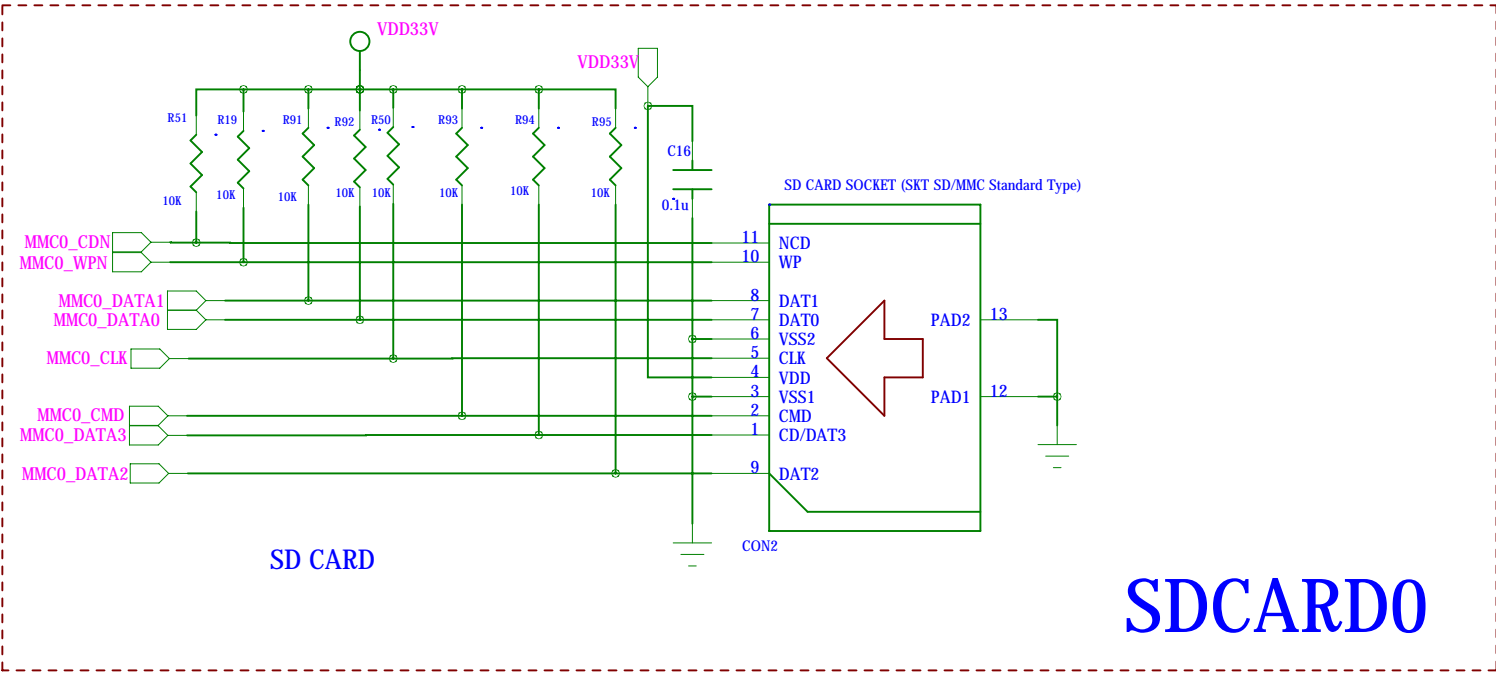 VDD33V
VDD33V
R51
R19
R91
R92
R50
R93
R94
R95
10K
10K
10K
10K
10K
10K
10K
10K
C16
0.1u
SD CARD SOCKET (SKT SD/MMC Standard Type)
MMC0_CDN
MMC0_WPN
MMC0_DATA1
MMC0_DATA0
MMC0_CLK
MMC0_CMD
MMC0_DATA3
MMC0_DATA2
11 NCD
10 WP
8 DAT1
7 DAT0
6 VSS2
5 CLK
4 VDD
3 VSS1
2 CMD
1 CD/DAT3
9 DAT2
PAD2 13
PAD1 12
CON2
SD CARD
SDCARD0